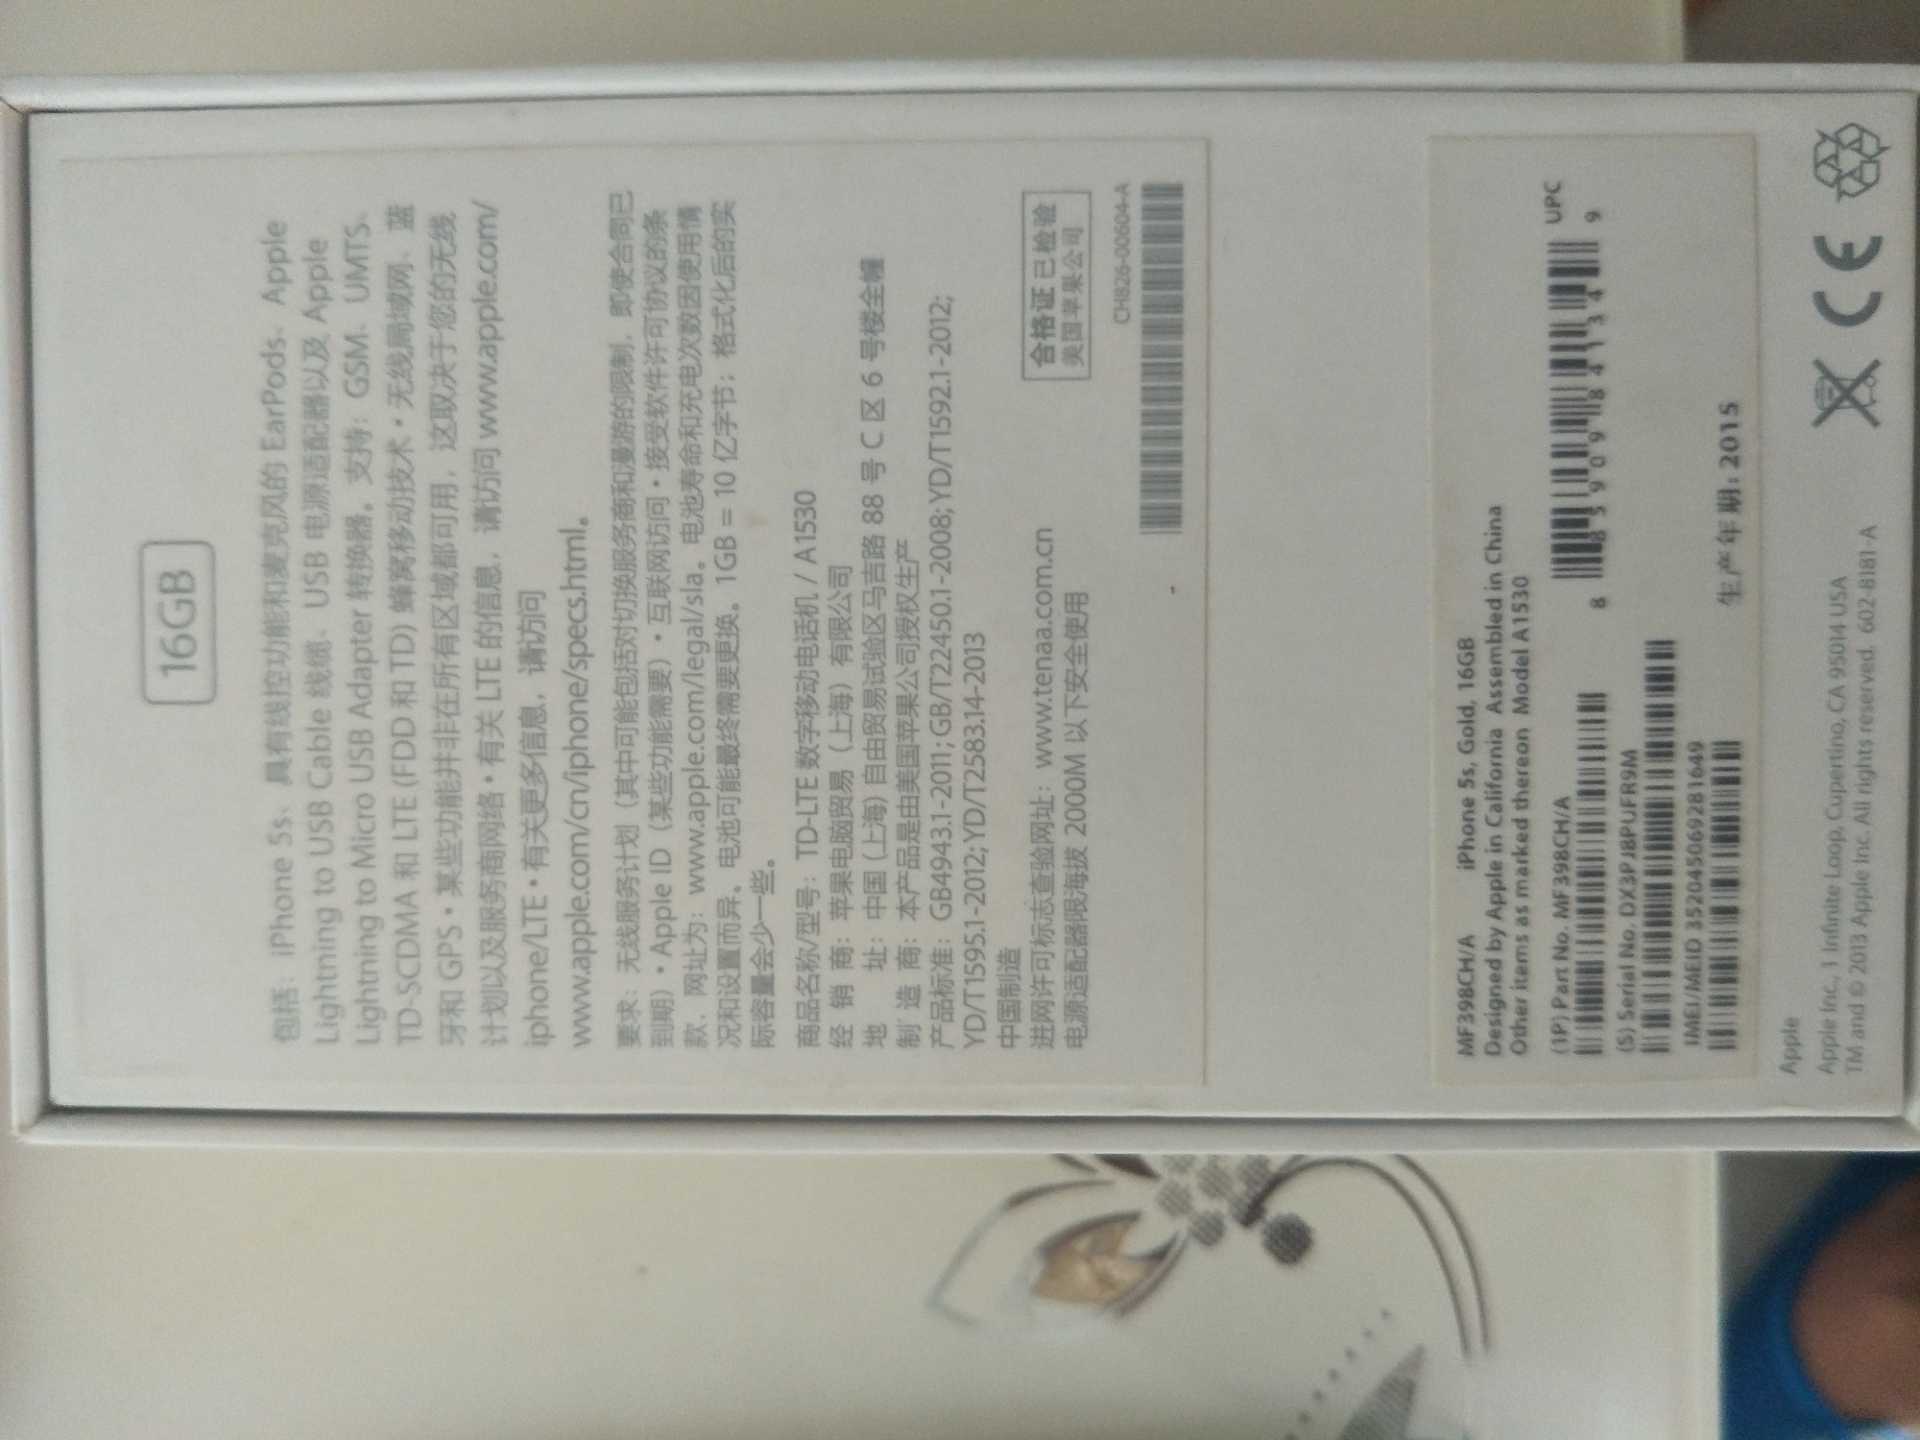 16GB
包括：iPhone 5s、具有线控功能和麦克风的 EarPods、Apple
Lightning to USB Cable 线缆、USB 电源适配器以及 Apple
Lightning to Micro USB Adapter 转换器。支持：GSM、UMTS、
TD-SCDMA 和 LTE (FDD 和 TD) 蜂窝移动技术・无线局域网、蓝
牙和 GPS・某些功能并非在所有区域都可用，这取决于您的无线
计划以及服务商网络・有关 LTE 的信息，请访问 www.apple.com/
iphone/LTE・有关更多信息，请访问
www.apple.com/cn/iphone/specs.html。
要求：无线服务计划（其中可能包括对切换服务商和漫游的限制，即使合同已
到期）・Apple ID（某些功能需要）・互联网访问・接受软件许可协议的条
款，网址为：www.apple.com/legal/sla。电池寿命和充电次数因使用情
况和设置而异。电池可能最终需要更换。1GB = 10 亿字节；格式化后的实
际容量会少一些。
商品名称/型号：TD-LTE 数字移动电话机 / A1530
经 销 商：苹果电脑贸易（上海）有限公司
地 址：中国 (上海) 自由贸易试验区马吉路 88 号 C 区 6 号楼全幢
制 造 商：本产品是由美国苹果公司授权生产
产品标准：GB4943.1-2011; GB/T22450.1-2008; YD/T1592.1-2012;
YD/T1595.1-2012; YD/T2583.14-2013
中国制造
进网许可标志查验网址：www.tenaa.com.cn
电源适配器限海拔 2000M 以下安全使用
合格证 已检验
美国苹果公司
CH826-00604-A
MF398CH/A iPhone 5s, Gold, 16GB
Designed by Apple in California Assembled in China
Other items as marked thereon Model A1530
(1P) Part No. MF398CH/A
UPC
8 85909 84134 9
(S) Serial No. DX3PJ8PUFR9M
IMEI/MEID 352045069281649
生产年期: 2015
Apple
Apple Inc., 1 Infinite Loop, Cupertino, CA 95014 USA
TM and © 2013 Apple Inc. All rights reserved. 602-8181-A
CE